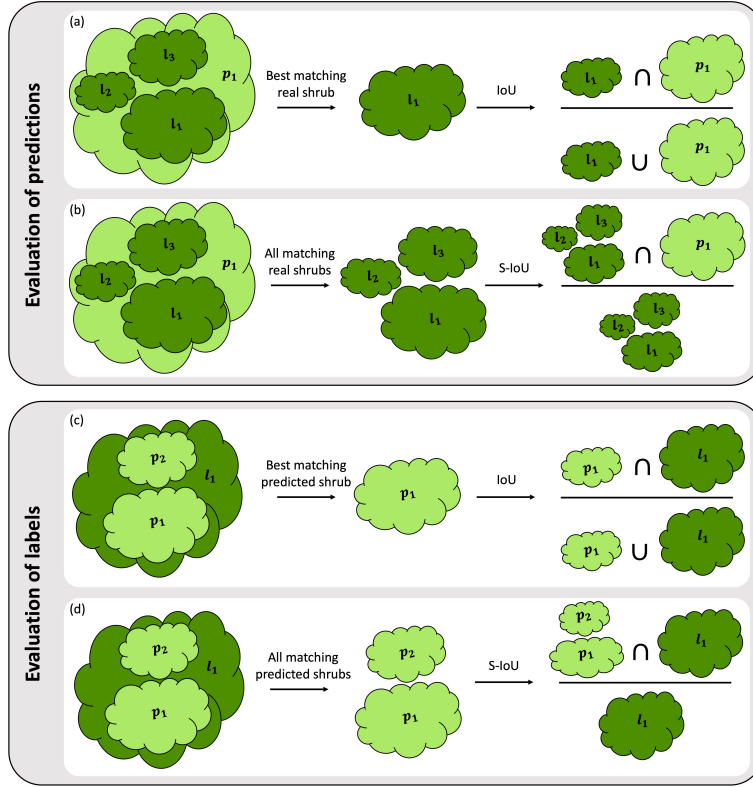 Evaluation of predictions
(a)
l₃
l₂
p₁
l₁
Best matching
real shrub
l₁
IoU
l₁ ∩ p₁
l₁ ∪ p₁
(b)
l₃
l₂
p₁
l₁
All matching
real shrubs
l₃
l₂
l₁
S-IoU
l₃
l₂
l₁ ∩ p₁
l₃
l₂
l₁
Evaluation of labels
(c)
p₂
l₁
p₁
Best matching
predicted shrub
p₁
IoU
p₁ ∩ l₁
p₁ ∪ l₁
(d)
p₂
l₁
p₁
All matching
predicted shrubs
p₂
p₁
S-IoU
p₂
p₁ ∩ l₁
l₁